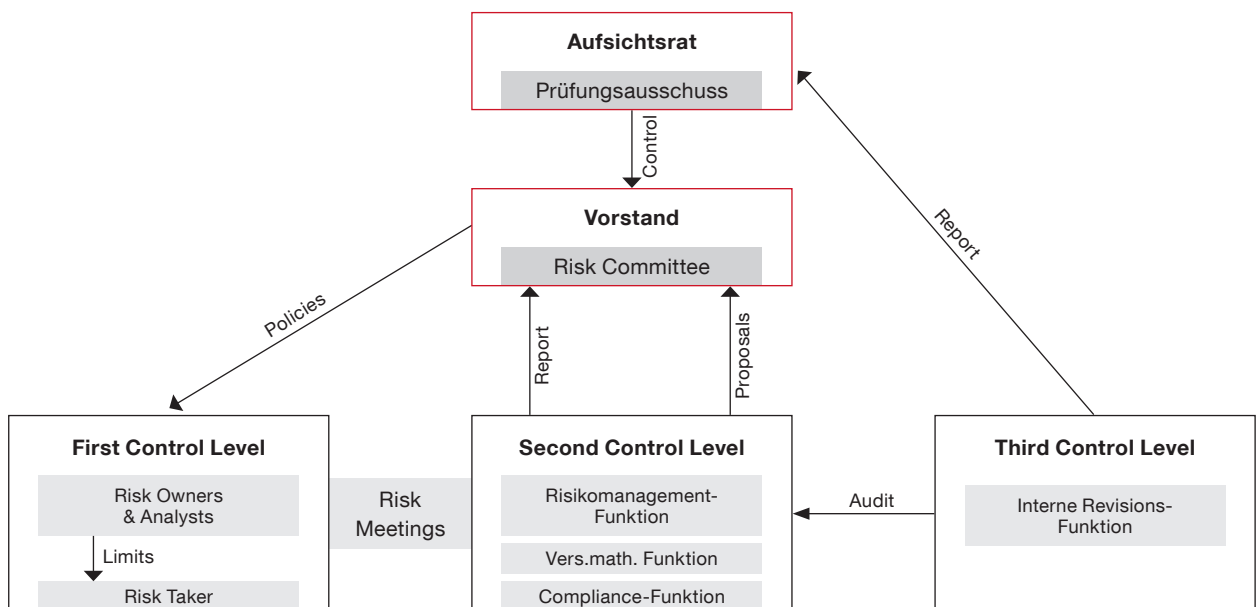 Aufsichtsrat
Prüfungsausschuss
Control
Vorstand
Risk Committee
Policies
Report
Proposals
Report
First Control Level
Risk Owners
& Analysts
Limits
Risk Taker
Risk
Meetings
Second Control Level
Risikomanagement-
Funktion
Vers.math. Funktion
Compliance-Funktion
Audit
Third Control Level
Interne Revisions-
Funktion